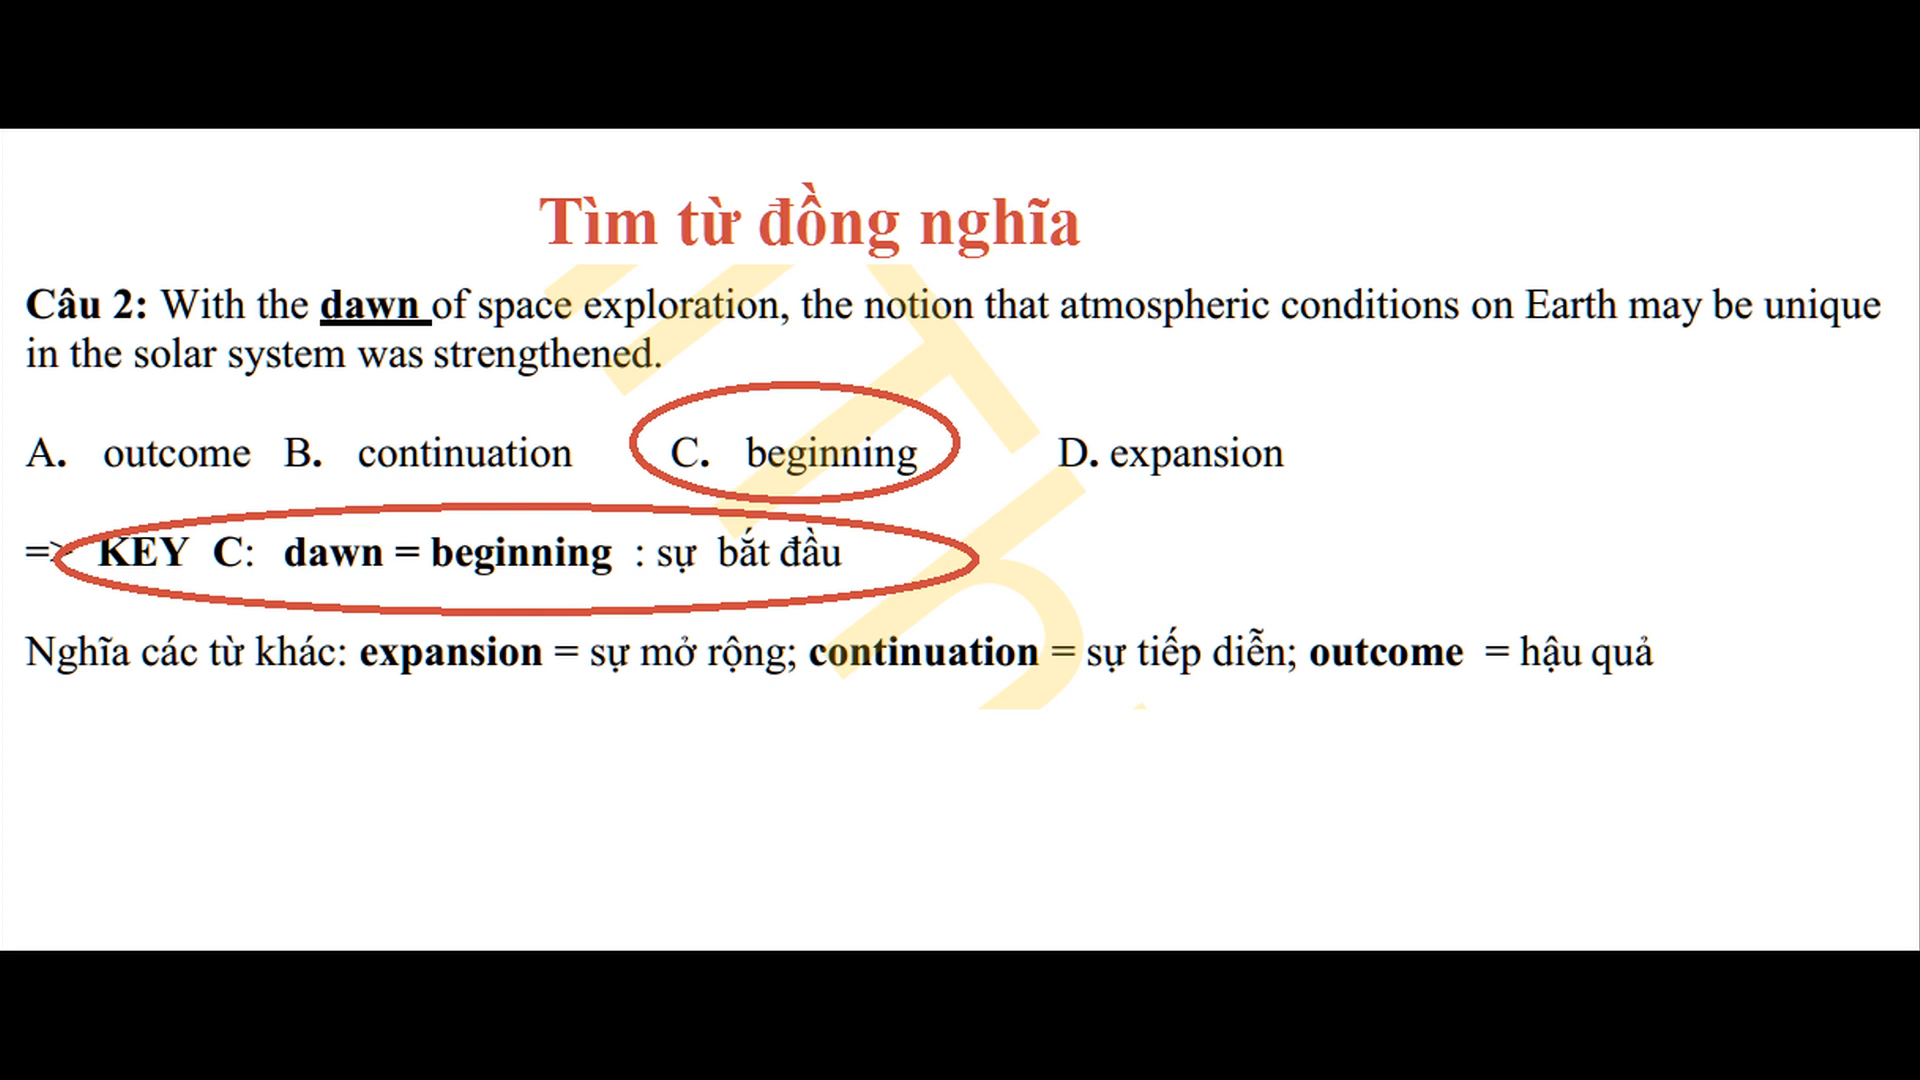 Tìm từ đồng nghĩa
Câu 2: With the dawn of space exploration, the notion that atmospheric conditions on Earth may be unique
in the solar system was strengthened.
A. outcome B. continuation C. beginning D. expansion
=> KEY C: dawn = beginning : sự bắt đầu
Nghĩa các từ khác: expansion = sự mở rộng; continuation = sự tiếp diễn; outcome = hậu quả